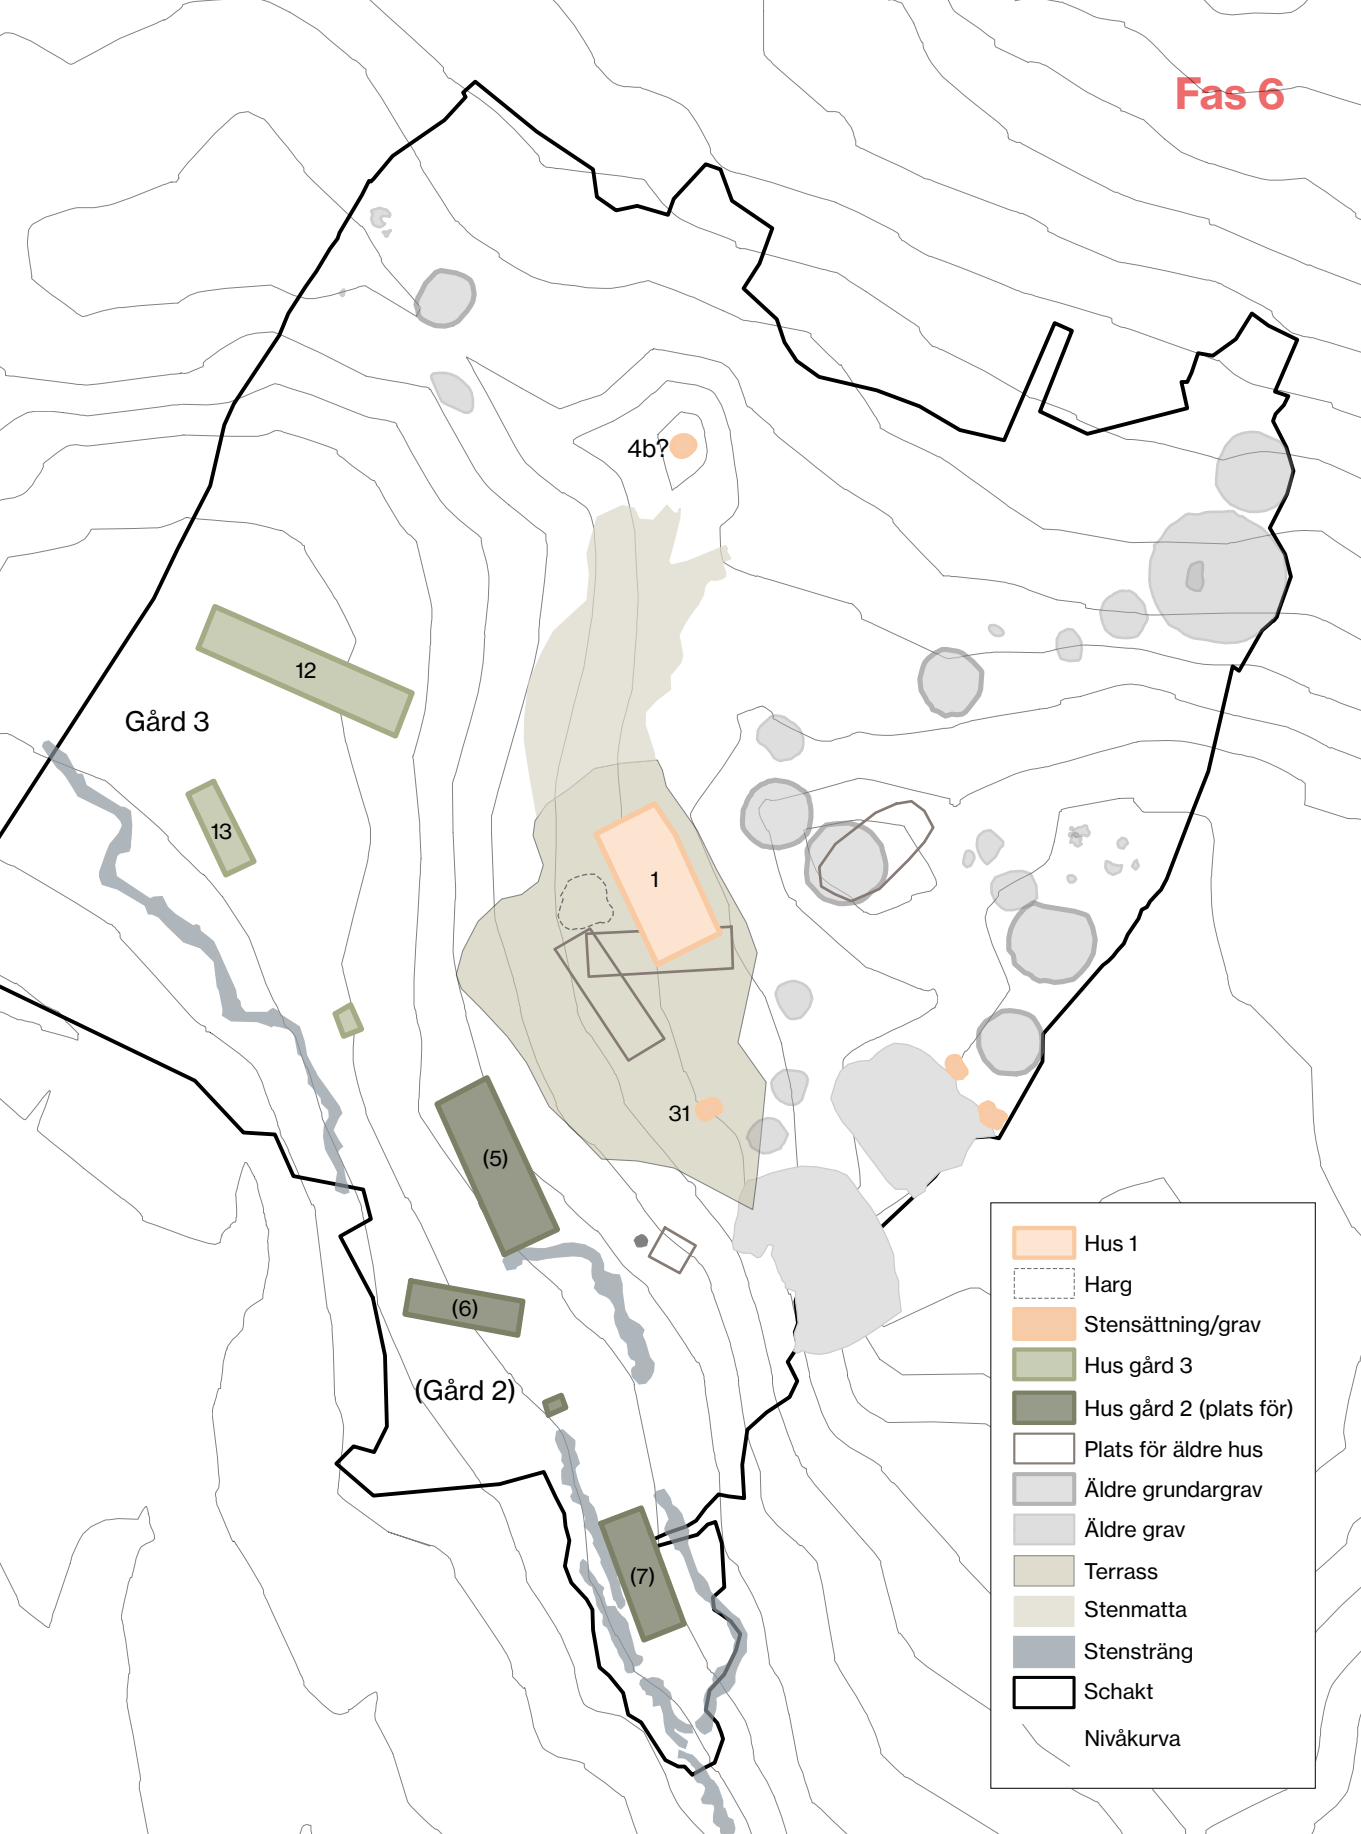 Fas 6
4b?
12
Gård 3
13
1
31
(5)
(6)
(Gård 2)
(7)
Hus 1
Harg
Stensättning/grav
Hus gård 3
Hus gård 2 (plats för)
Plats för äldre hus
Äldre grundargrav
Äldre grav
Terrass
Stenmatta
Stensträng
Schakt
Nivåkurva